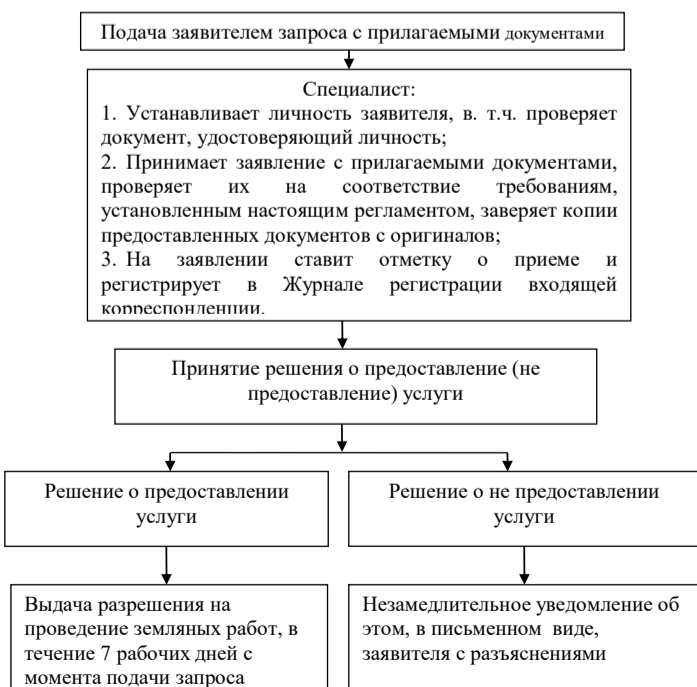 Подача заявителем запроса с прилагаемыми документами
Специалист:
1. Устанавливает личность заявителя, в. т.ч. проверяет
документ, удостоверяющий личность;
2. Принимает заявление с прилагаемыми документами,
проверяет их на соответствие требованиям,
установленным настоящим регламентом, заверяет копии
предоставленных документов с оригиналов;
3. На заявлении ставит отметку о приеме и
регистрирует в Журнале регистрации входящей
корреспонденции.
Принятие решения о предоставление (не
предоставление) услуги
Решение о предоставлении
услуги
Решение о не предоставлении
услуги
Выдача разрешения на
проведение земляных работ, в
течение 7 рабочих дней с
момента подачи запроса
Незамедлительное уведомление об
этом, в письменном виде,
заявителя с разъяснениями